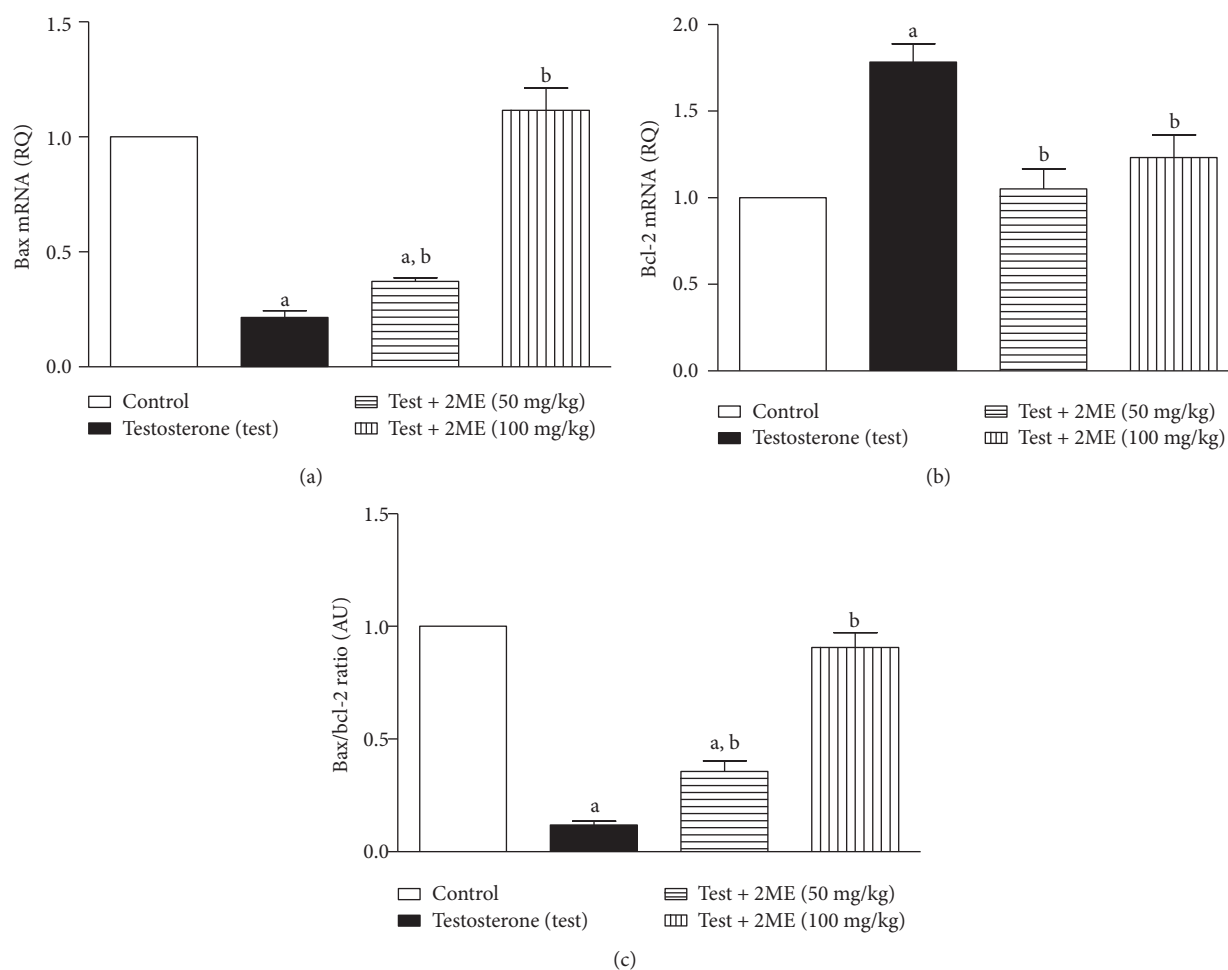 1.5
1.0
0.5
0.0
Bax mRNA (RQ)
a
a, b
b
Control
Testosterone (test)
Test + 2ME (50 mg/kg)
Test + 2ME (100 mg/kg)
(a)
2.0
1.5
1.0
0.5
0.0
Bcl-2 mRNA (RQ)
a
b
b
Control
Testosterone (test)
Test + 2ME (50 mg/kg)
Test + 2ME (100 mg/kg)
(b)
1.5
1.0
0.5
0.0
Bax/bcl-2 ratio (AU)
a
a, b
b
Control
Testosterone (test)
Test + 2ME (50 mg/kg)
Test + 2ME (100 mg/kg)
(c)